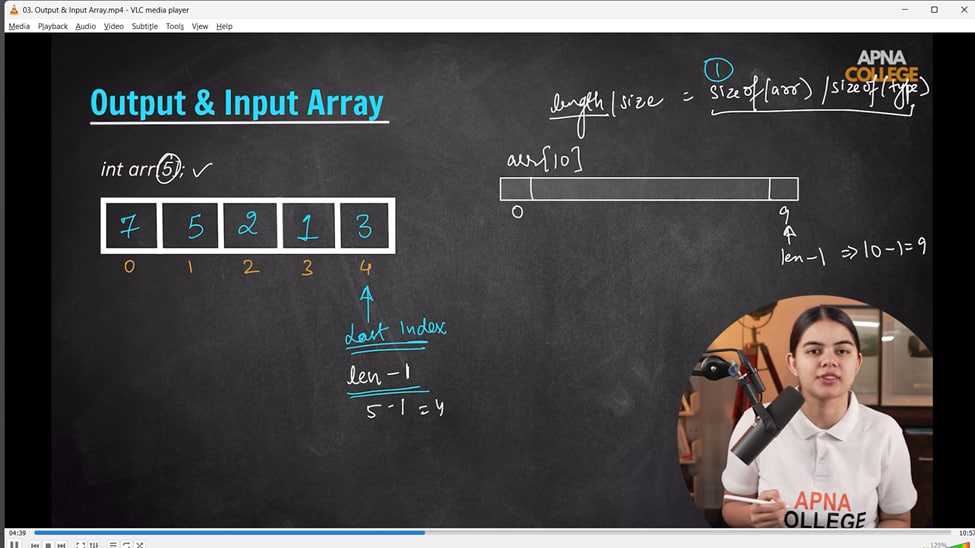 03. Output & Input Array.mp4 - VLC media player
Media Playback Audio Video Subtitle Tools View Help
APNA
COLLEGE
Output & Input Array
length/size = sizeof(arr) / sizeof(type)
1
int arr[5]; ✓
arr[10]
7 5 2 1 3
0 1 2 3 4
0 9
len-1 => 10-1=9
Last Index
len-1
5-1=4
APNA
OLLEGE
04:39
125%